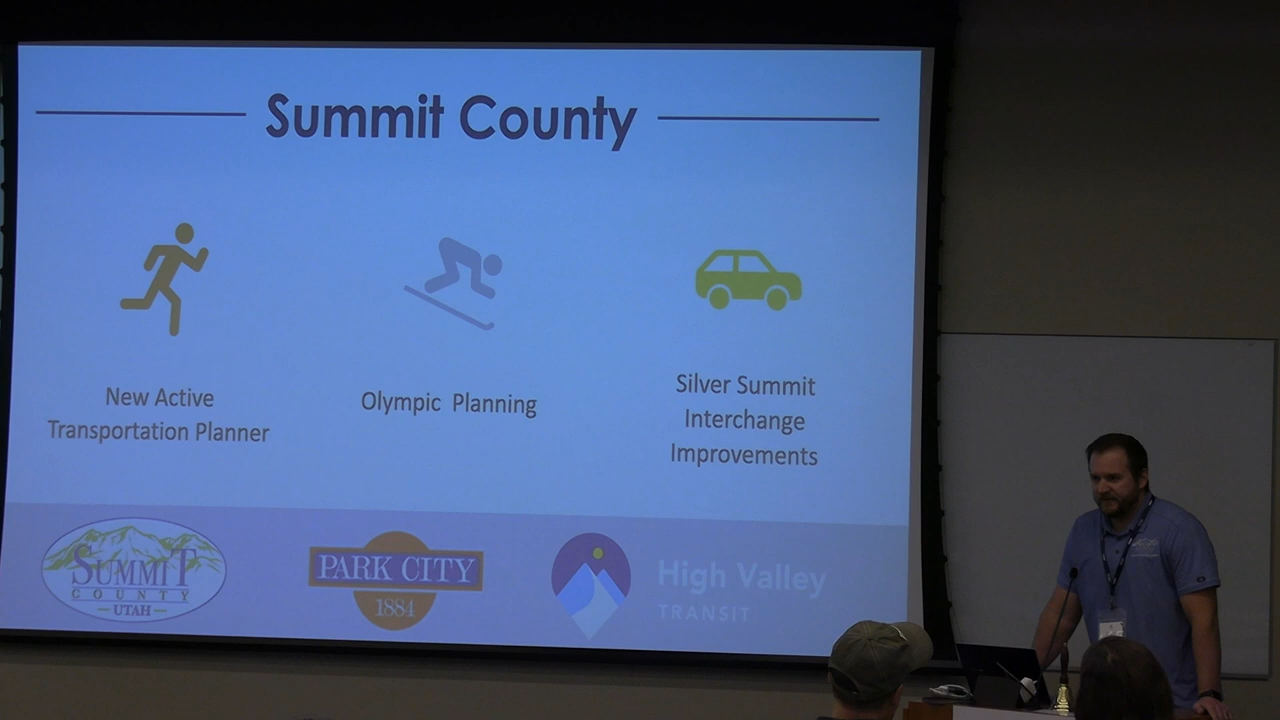 Summit County
New Active
Transportation Planner
Olympic Planning
Silver Summit
Interchange
Improvements
SUMMIT
COUNTY
UTAH
PARK CITY
1884
High Valley
TRANSIT